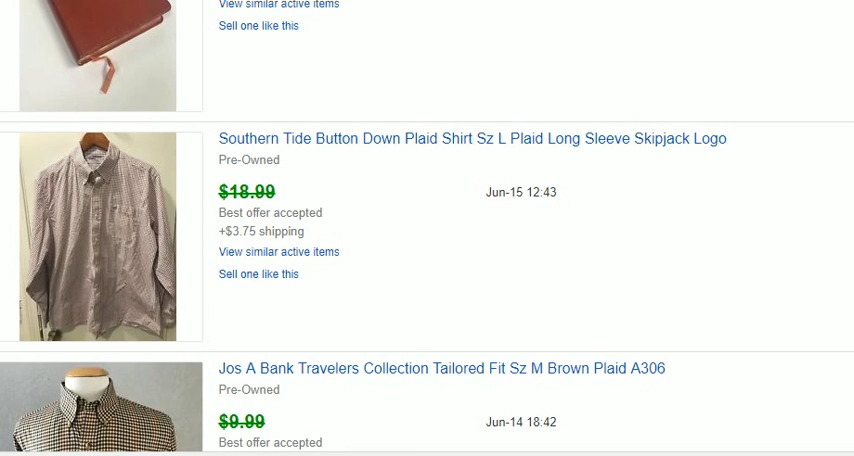 View similar active items
Sell one like this
Southern Tide Button Down Plaid Shirt Sz L Plaid Long Sleeve Skipjack Logo
Pre-Owned
$18.99 Jun-15 12:43
Best offer accepted
+$3.75 shipping
View similar active items
Sell one like this
Jos A Bank Travelers Collection Tailored Fit Sz M Brown Plaid A306
Pre-Owned
$9.99 Jun-14 18:42
Best offer accepted